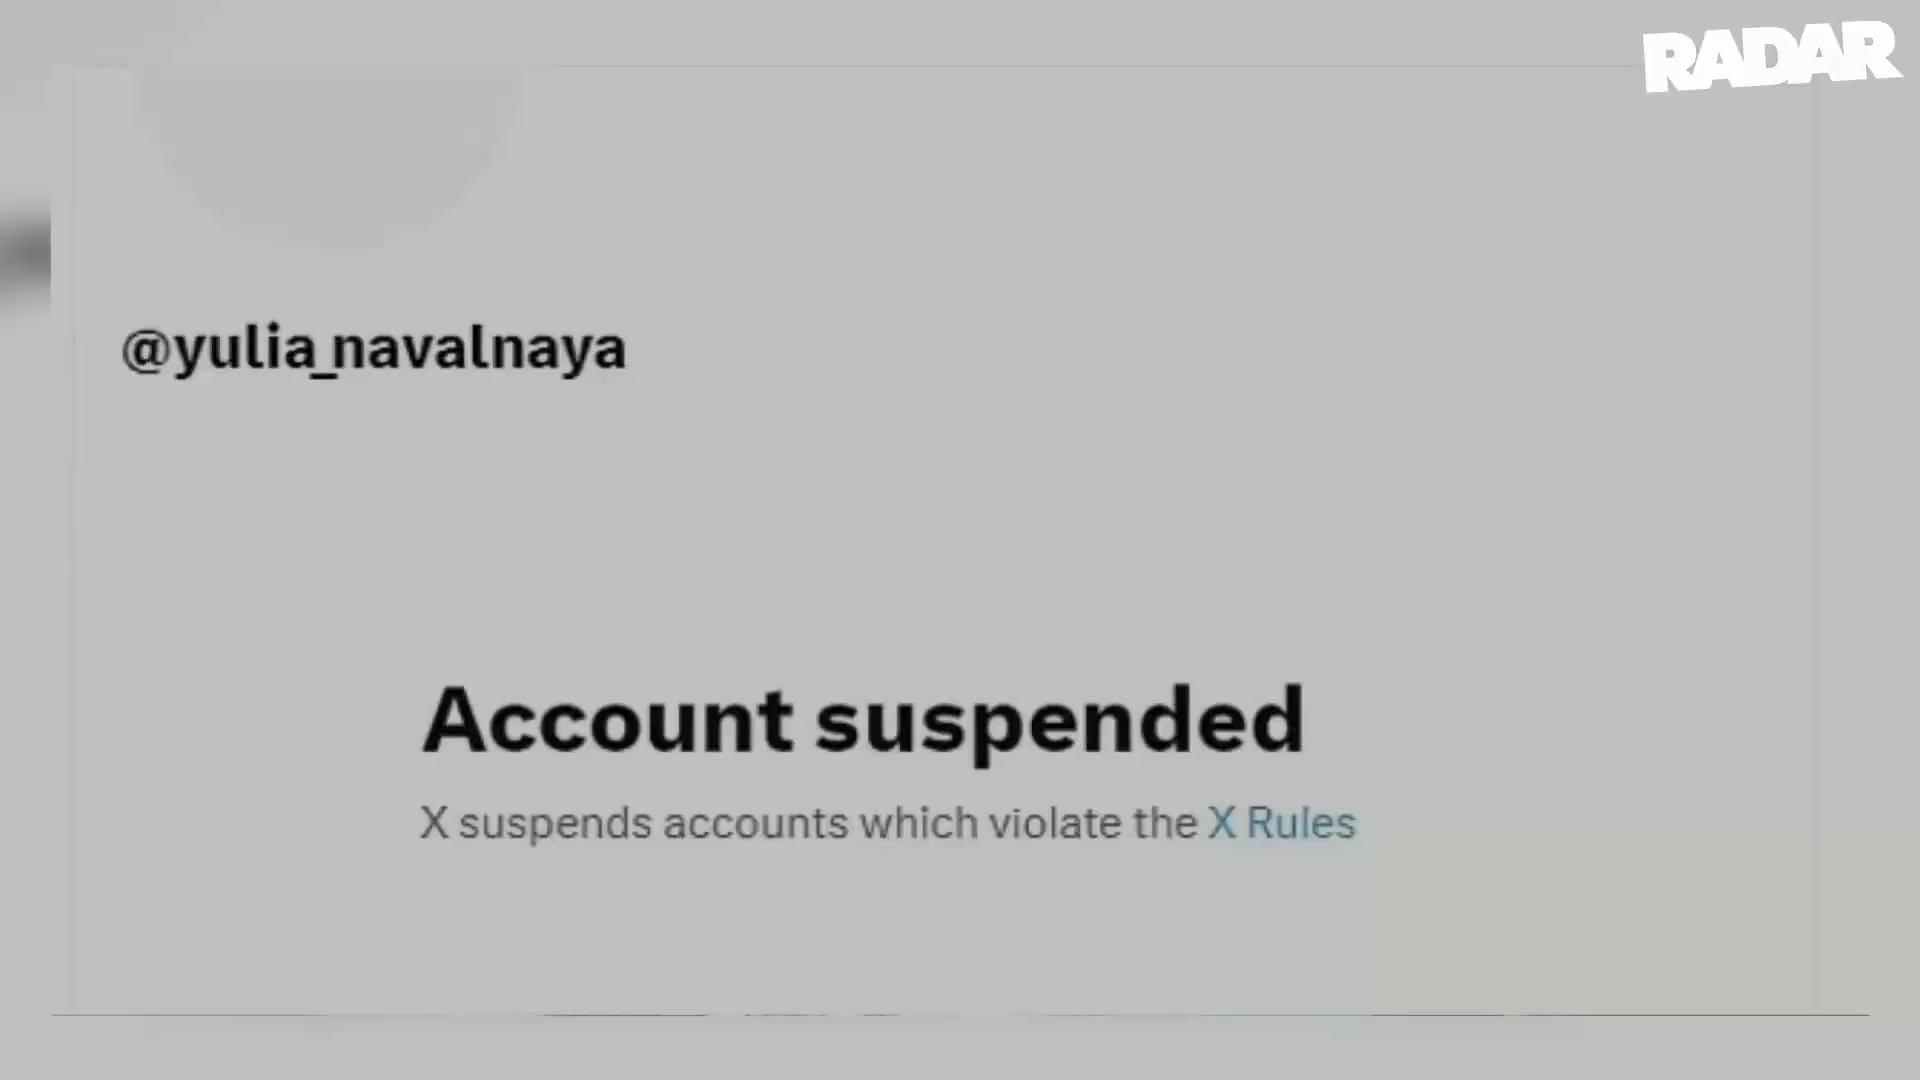 RADAR
@yulia_navalnaya
Account suspended
X suspends accounts which violate the X Rules